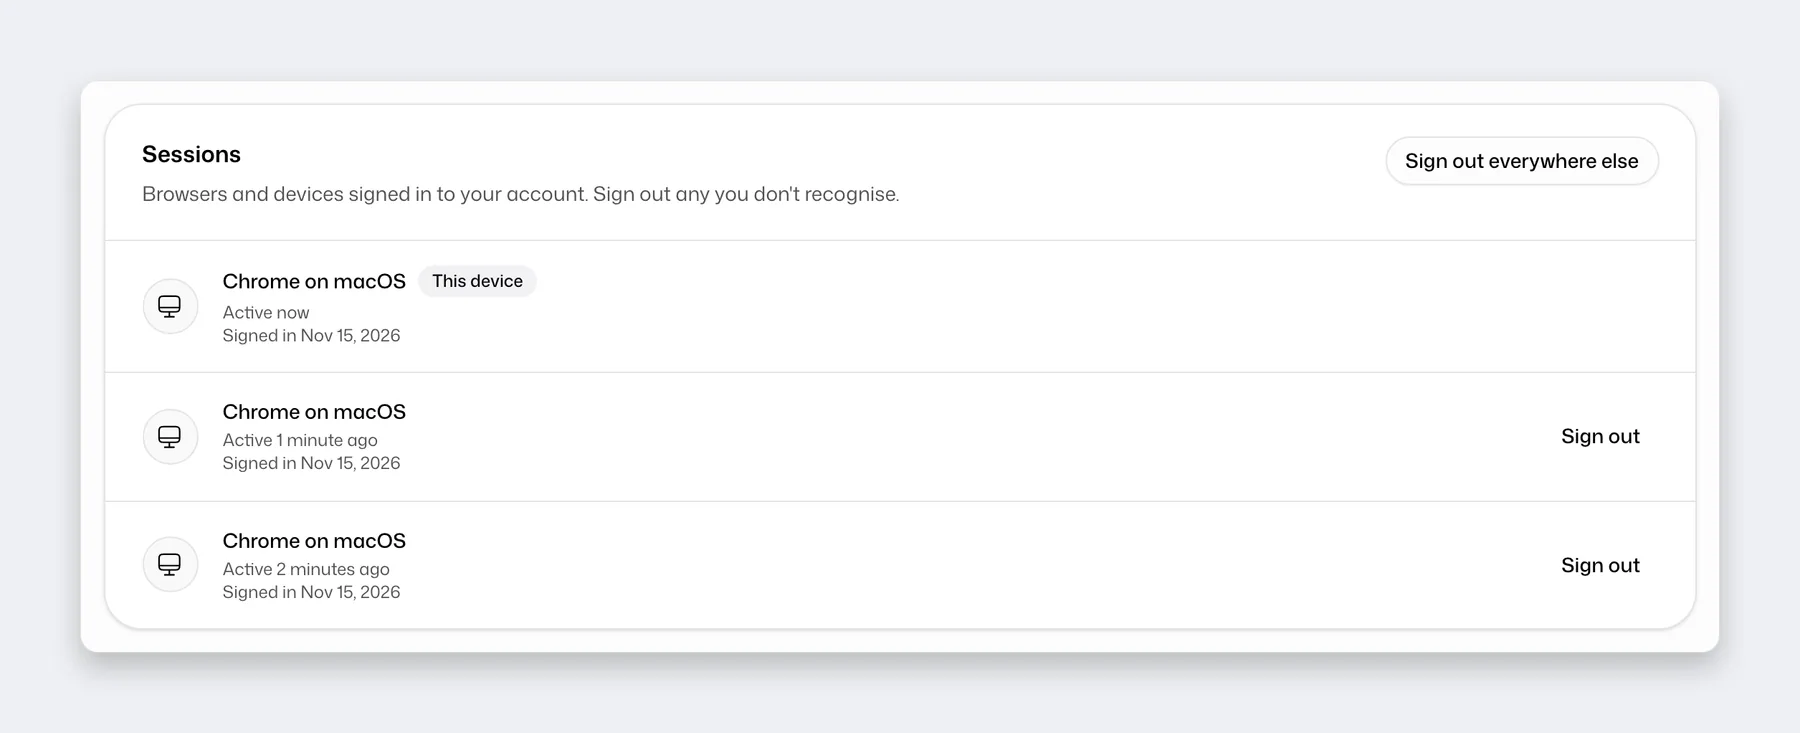 Sessions
Sign out everywhere else
Browsers and devices signed in to your account. Sign out any you don't recognise.
Chrome on macOS This device
Active now
Signed in Nov 15, 2026
Chrome on macOS
Active 1 minute ago
Sign out
Signed in Nov 15, 2026
Chrome on macOS
Active 2 minutes ago
Sign out
Signed in Nov 15, 2026